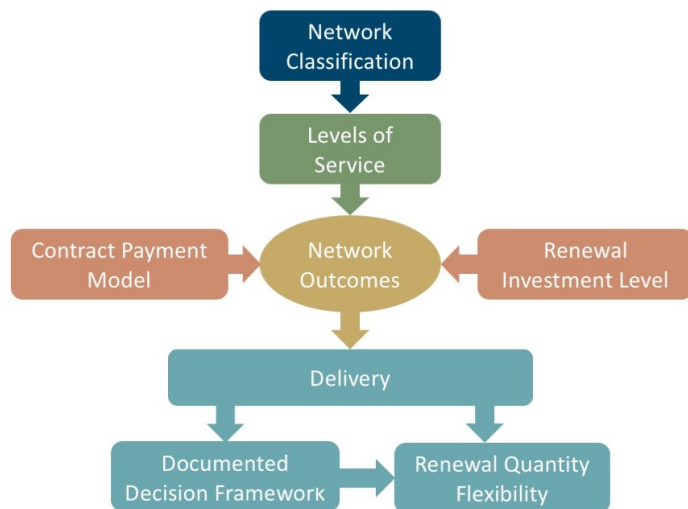 Network
Classification
Levels of
Service
Contract Payment
Model
Network
Outcomes
Renewal
Investment Level
Delivery
Documented
Decision Framework
Renewal Quantity
Flexibility